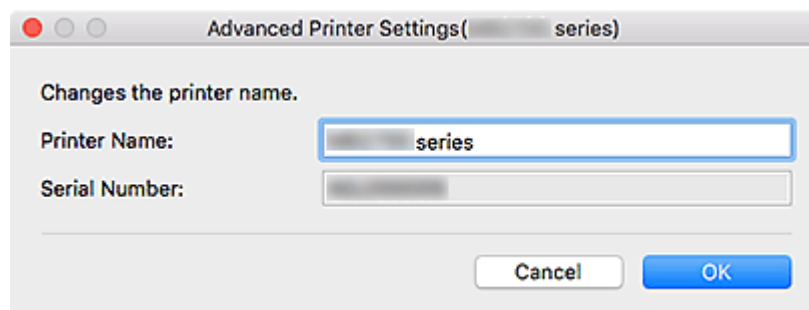 Advanced Printer Settings( series)
Changes the printer name.
Printer Name: series
Serial Number:
Cancel OK